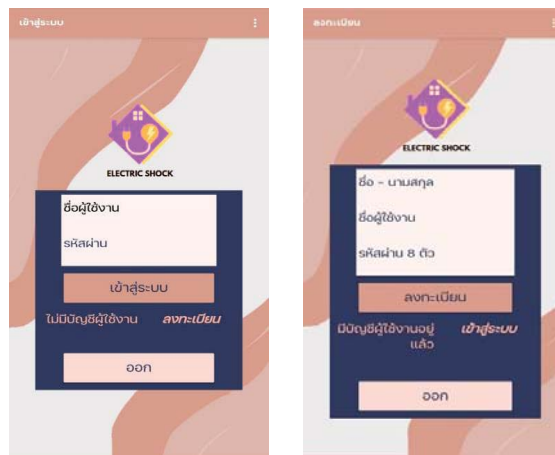 เข้าสู่ระบบ
ELECTRIC SHOCK
ชื่อผู้ใช้งาน
รหัสผ่าน
เข้าสู่ระบบ
ไม่มีบัญชีผู้ใช้งาน ลงทะเบียน
ออก
ลงทะเบียน
ELECTRIC SHOCK
ชื่อ - นามสกุล
ชื่อผู้ใช้งาน
รหัสผ่าน 8 ตัว
ลงทะเบียน
มีบัญชีผู้ใช้งานอยู่ เข้าสู่ระบบ
แล้ว
ออก